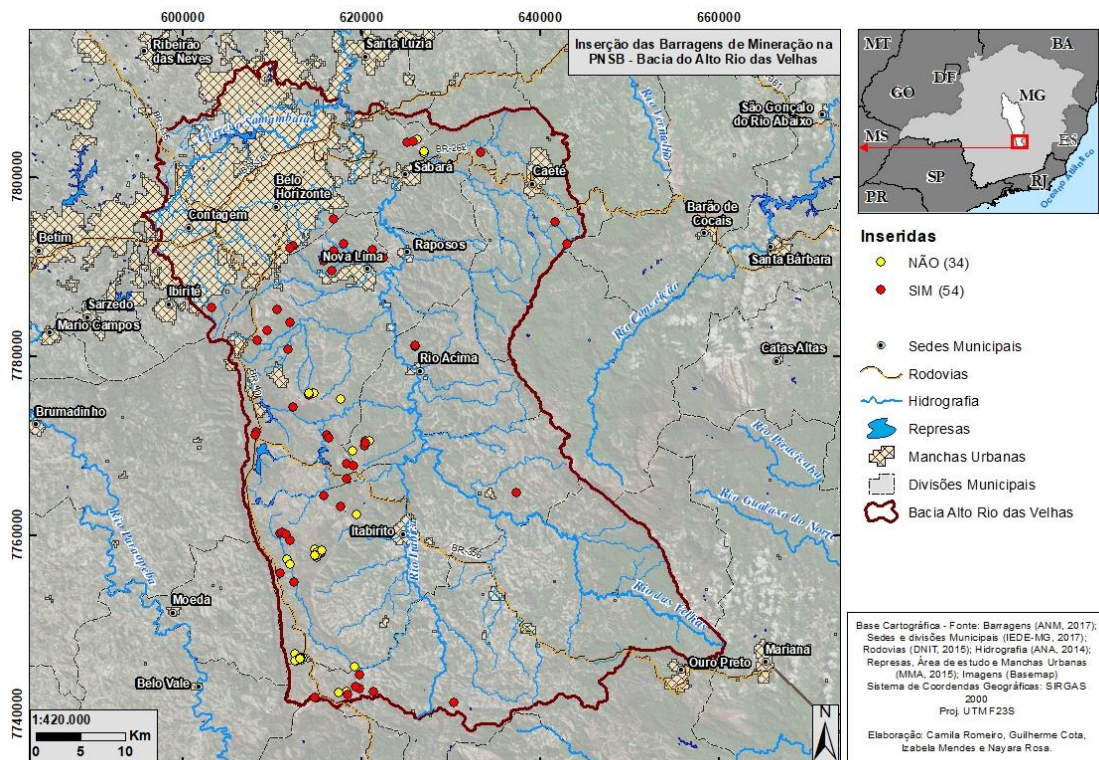 600000
620000
640000
660000
Inserção das Barragens de Mineração na
PNSB - Bacia do Alto Rio das Velhas
7800000
7780000
7760000
7740000
Ribeirão
das Neves
Santa Luzia
Córrego Samambaia
BR-262
Sabará
Caeté
Rio Vermelho
São Gonçalo
do Rio Abaixo
Belo
Horizonte
Contagem
Betim
Raposos
Nova Lima
Barão de
Cocais
Santa Bárbara
Ibirité
Sarzedo
Mario Campos
Rio Conceição
Catas Altas
Rio Acima
Brumadinho
Rio Piracicaba
Rio Gualaxo do Norte
Rio Paraopeba
Itabirito
BR-356
Moeda
Rio das Velhas
Ouro Preto
Mariana
Belo Vale
1:420.000
0 5 10 Km
N
MT
BA
DF
GO
MG
MS
ES
SP
RJ
PR
Oceano Atlântico
Inseridas
NÃO (34)
SIM (54)
Sedes Municipais
Rodovias
Hidrografia
Represas
Manchas Urbanas
Divisões Municipais
Bacia Alto Rio das Velhas
Base Cartográfica - Fonte: Barragens (ANM, 2017);
Sedes e divisões Municipais (IEDE-MG, 2017);
Rodovias (DNIT, 2015); Hidrografia (ANA, 2014);
Represas, Área de estudo e Manchas Urbanas
(MMA, 2015); Imagens (Basemap)
Sistema de Coordendas Geográficas: SIRGAS
2000
Proj. UTM F23S
Elaboração: Camila Romeiro, Guilherme Cota,
Izabela Mendes e Nayara Rosa.